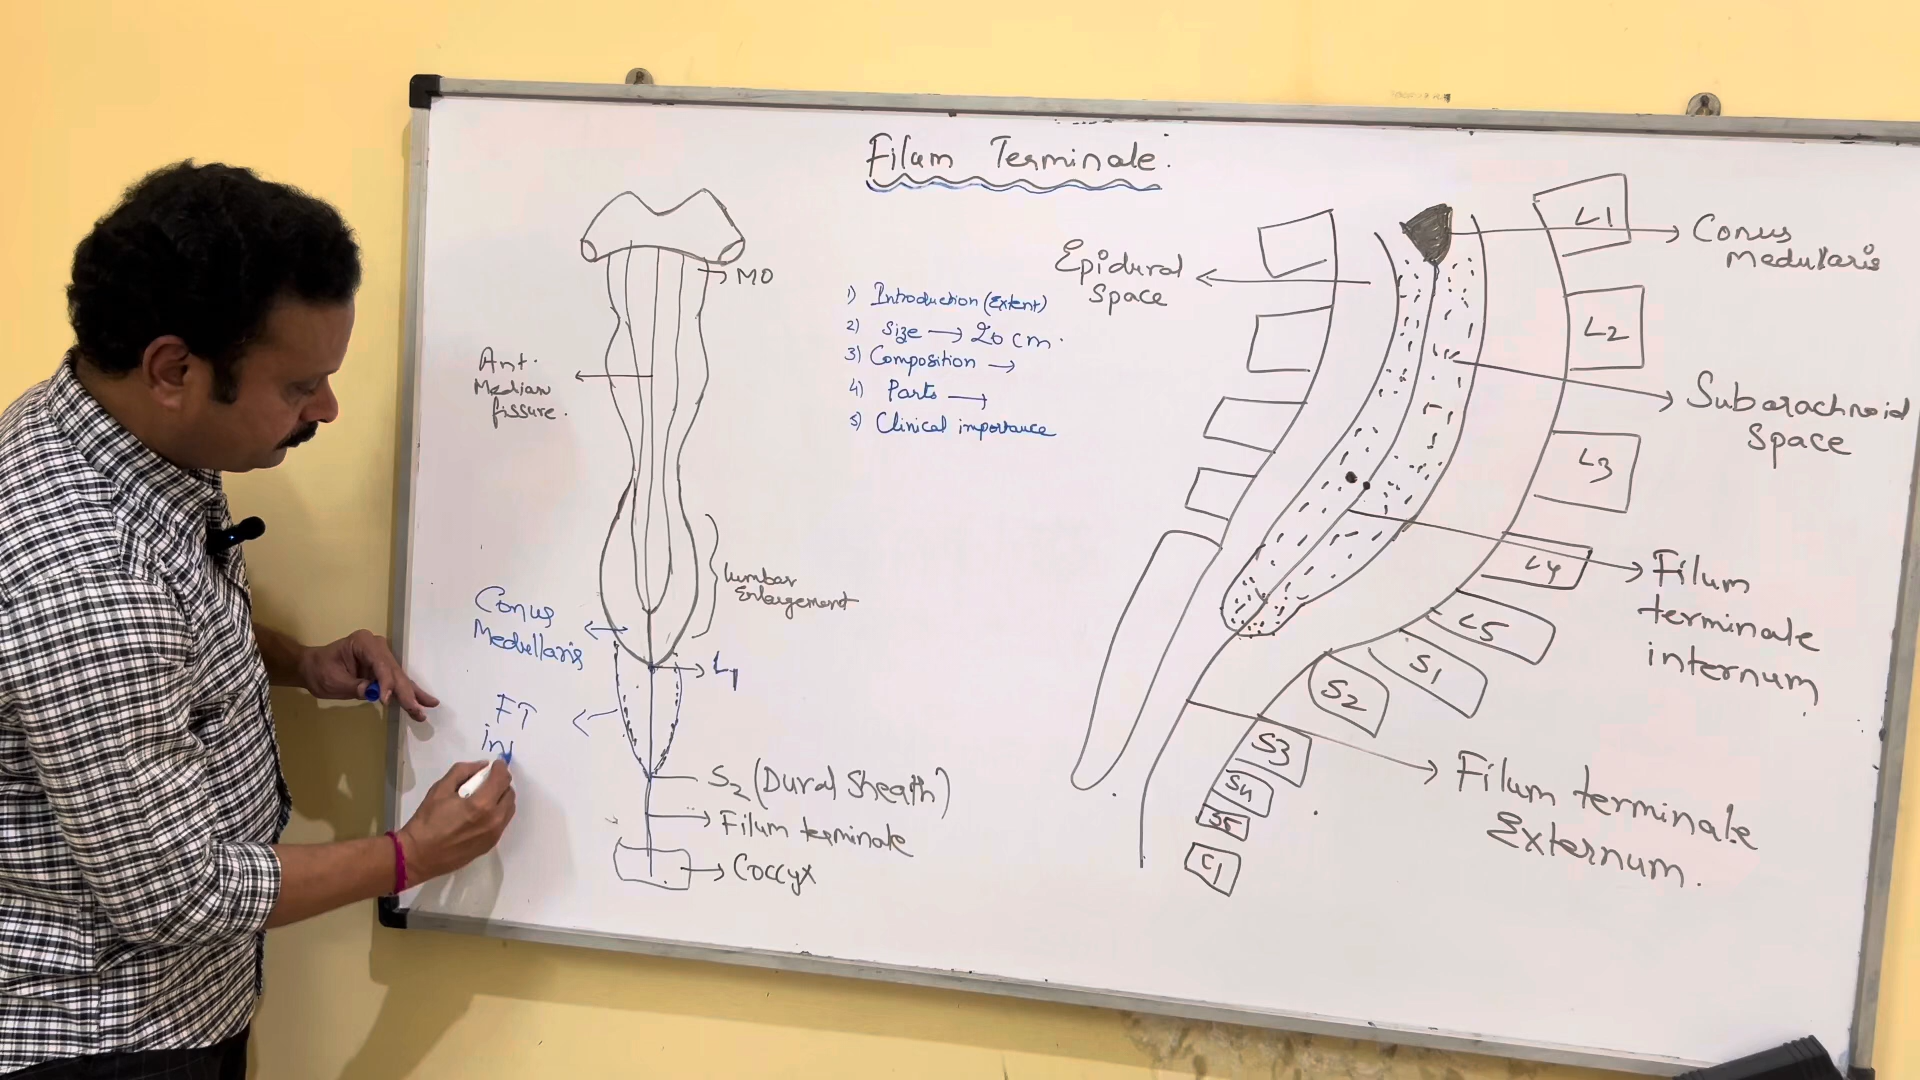 Filum Terminale.
MO
Ant.
Median
fissure.
Lumbar
Enlargement
Conus
Medullaris
L1
FT
in
S2 (Dural Sheath)
Filum terminale
Coccyx
1) Introduction (Extent)
2) Size → 20 cm.
3) Composition →
4) Parts →
5) Clinical importance
Epidural
Space
L1
L2
L3
L4
L5
S1
S2
S3
S4
S5
C1
Conus
Medullaris
Subarachnoid
Space
Filum
terminale
internum
Filum terminale
Externum.